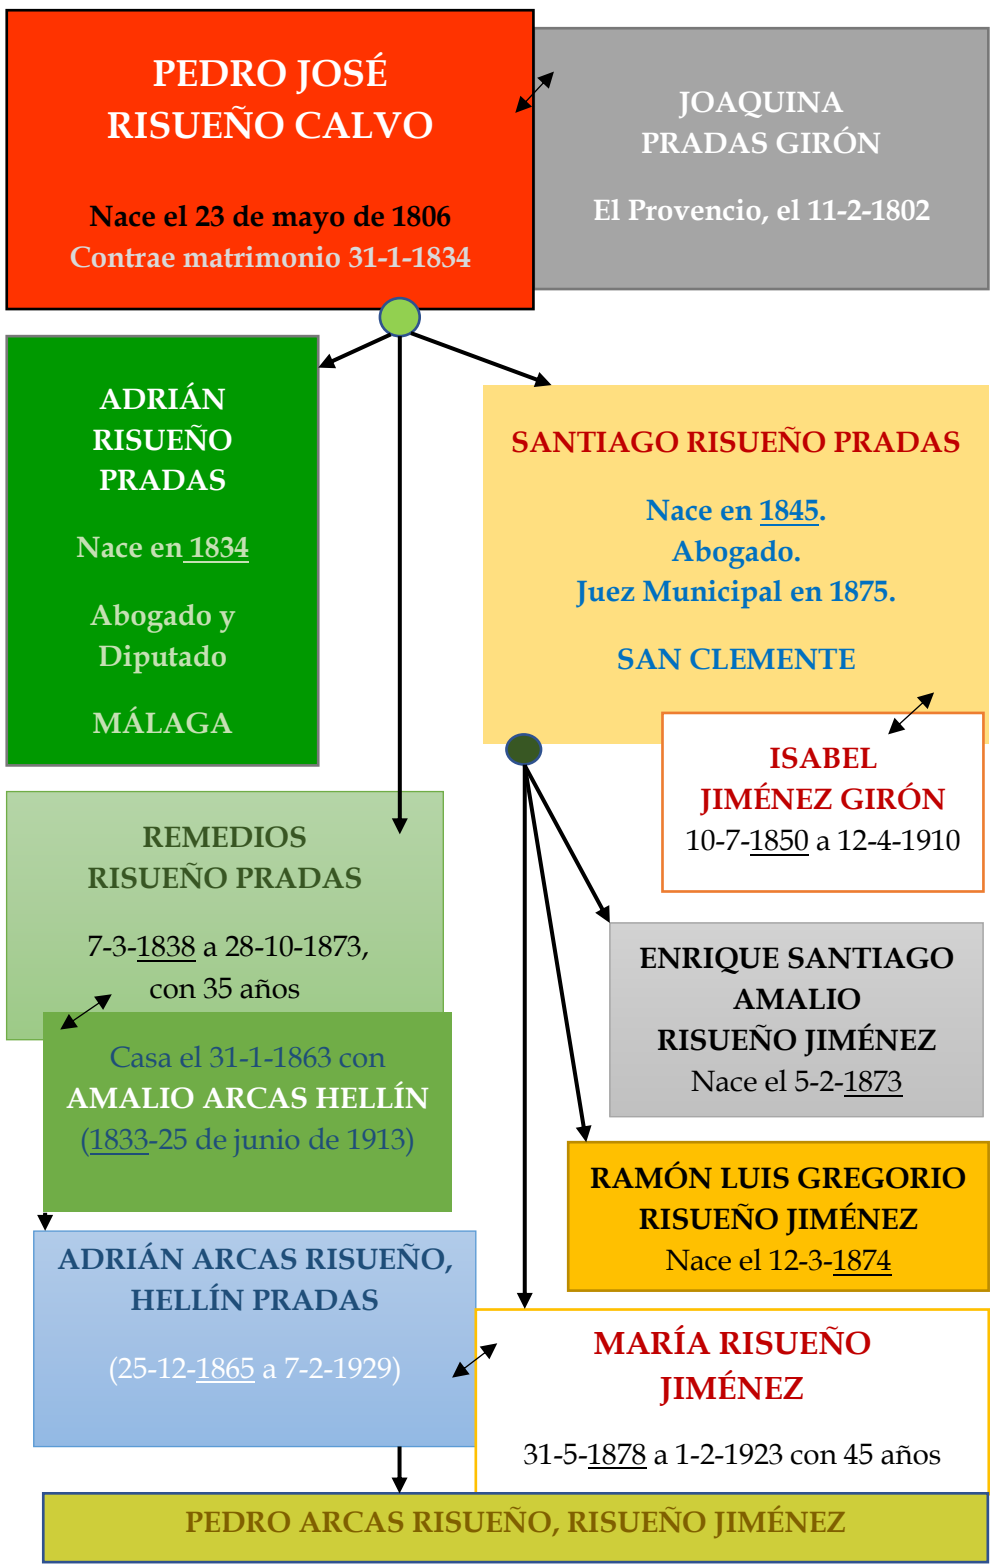 PEDRO JOSÉ
RISUEÑO CALVO
Nace el 23 de mayo de 1806
Contrae matrimonio 31-1-1834
JOAQUINA
PRADAS GIRÓN
El Provencio, el 11-2-1802
ADRIÁN
RISUEÑO
PRADAS
Nace en 1834
Abogado y
Diputado
MÁLAGA
SANTIAGO RISUEÑO PRADAS
Nace en 1845.
Abogado.
Juez Municipal en 1875.
SAN CLEMENTE
ISABEL
JIMÉNEZ GIRÓN
10-7-1850 a 12-4-1910
REMEDIOS
RISUEÑO PRADAS
7-3-1838 a 28-10-1873,
con 35 años
Casa el 31-1-1863 con
AMALIO ARCAS HELLÍN
(1833-25 de junio de 1913)
ENRIQUE SANTIAGO
AMALIO
RISUEÑO JIMÉNEZ
Nace el 5-2-1873
RAMÓN LUIS GREGORIO
RISUEÑO JIMÉNEZ
Nace el 12-3-1874
ADRIÁN ARCAS RISUEÑO,
HELLÍN PRADAS
(25-12-1865 a 7-2-1929)
MARÍA RISUEÑO
JIMÉNEZ
31-5-1878 a 1-2-1923 con 45 años
PEDRO ARCAS RISUEÑO, RISUEÑO JIMÉNEZ